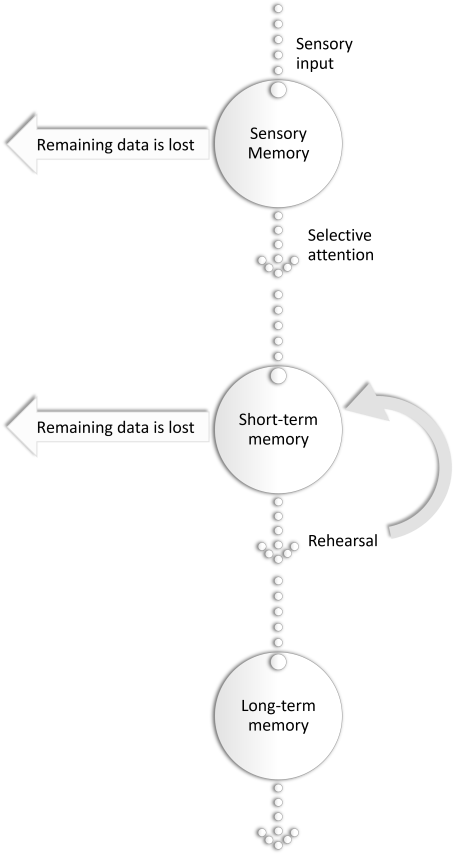 Sensory
input
Sensory
Memory
Remaining data is lost
Selective
attention
Short-term
memory
Remaining data is lost
Rehearsal
Long-term
memory